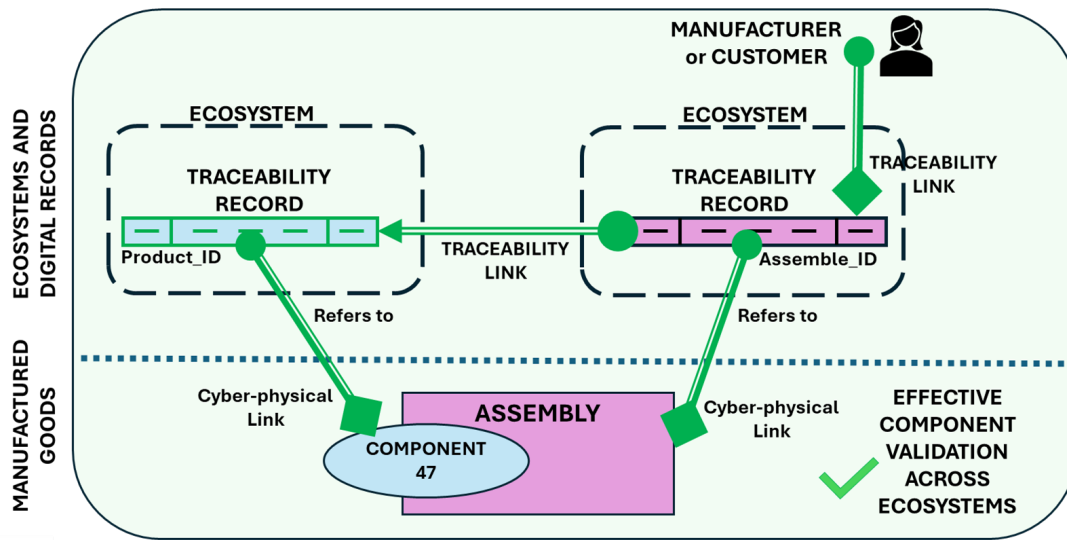 MANUFACTURER
or CUSTOMER
ECOSYSTEMS AND
DIGITAL RECORDS
ECOSYSTEM
TRACEABILITY
RECORD
Product_ID
TRACEABILITY
LINK
ECOSYSTEM
TRACEABILITY
RECORD
Assemble_ID
TRACEABILITY
LINK
Refers to
Refers to
MANUFACTURED
GOODS
Cyber-physical
Link
ASSEMBLY
COMPONENT
47
Cyber-physical
Link
EFFECTIVE
COMPONENT
VALIDATION
ACROSS
ECOSYSTEMS